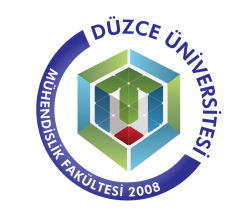 DÜZCE ÜNİVERSİTESİ
MÜHENDİSLİK FAKÜLTESİ 2008